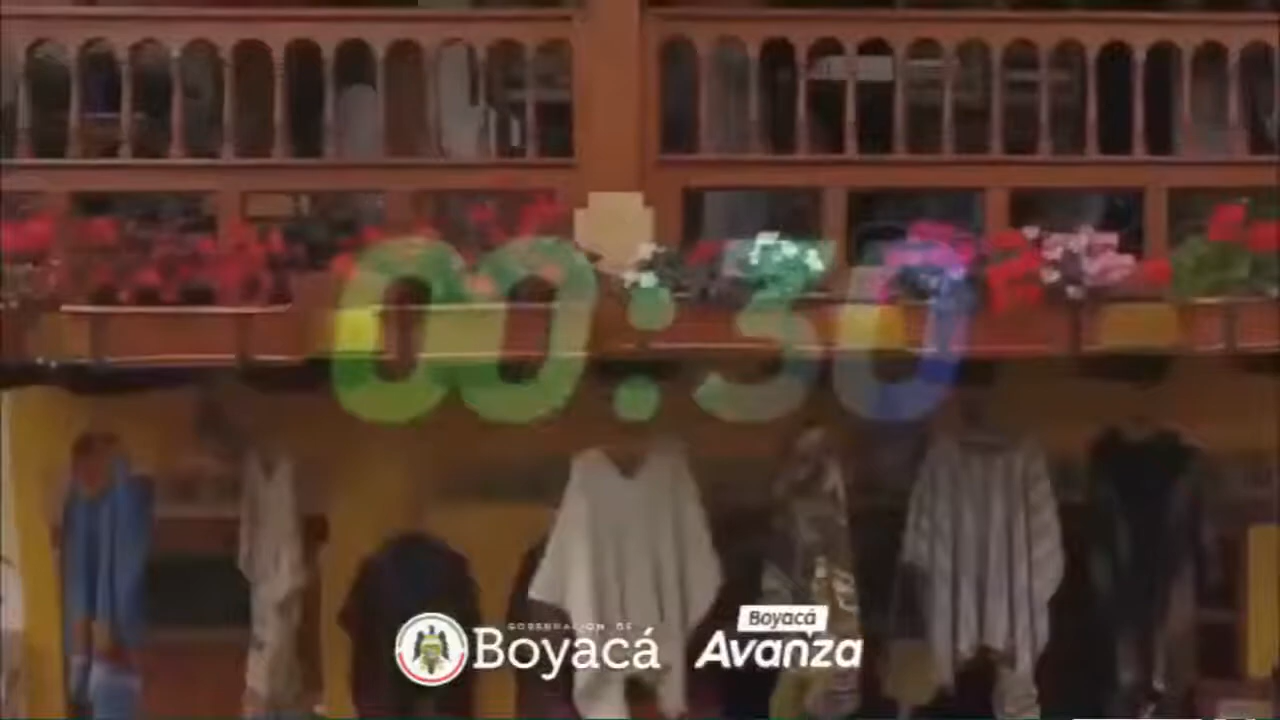 00:30
GOBERNACIÓN DE
Boyacá
Boyacá
Avanza